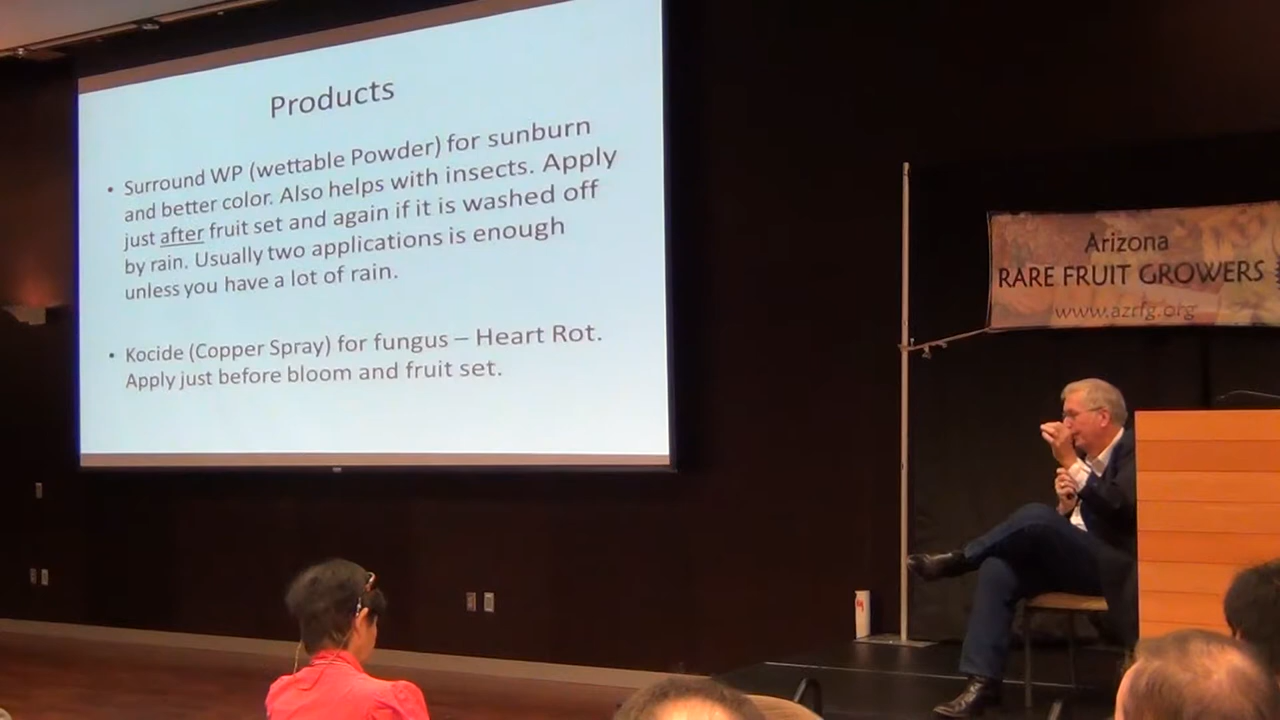 Products
• Surround WP (wettable Powder) for sunburn
and better color. Also helps with insects. Apply
just after fruit set and again if it is washed off
by rain. Usually two applications is enough
unless you have a lot of rain.
• Kocide (Copper Spray) for fungus – Heart Rot.
Apply just before bloom and fruit set.
Arizona
RARE FRUIT GROWERS
www.azrfg.org